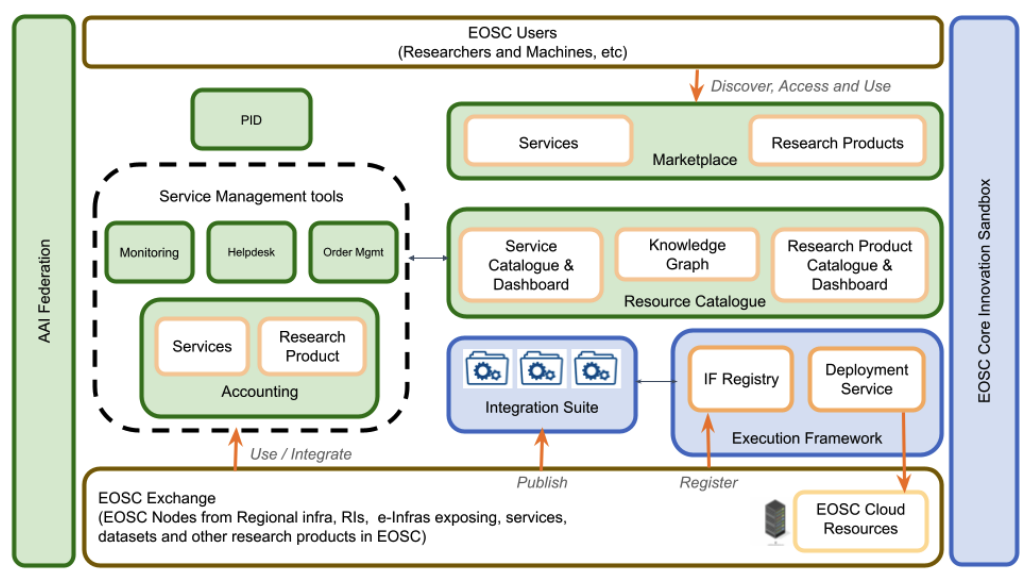 EOSC Users
(Researchers and Machines, etc)
Discover, Access and Use
AAI Federation
EOSC Core Innovation Sandbox
PID
Services
Research Products
Marketplace
Service Management tools
Monitoring
Helpdesk
Order Mgmt
Service
Catalogue &
Dashboard
Knowledge
Graph
Research Product
Catalogue &
Dashboard
Resource Catalogue
Services
Research
Product
Accounting
Integration Suite
IF Registry
Deployment
Service
Execution Framework
Use / Integrate
Publish
Register
EOSC Exchange
(EOSC Nodes from Regional infra, RIs, e-Infras exposing, services,
datasets and other research products in EOSC)
EOSC Cloud
Resources